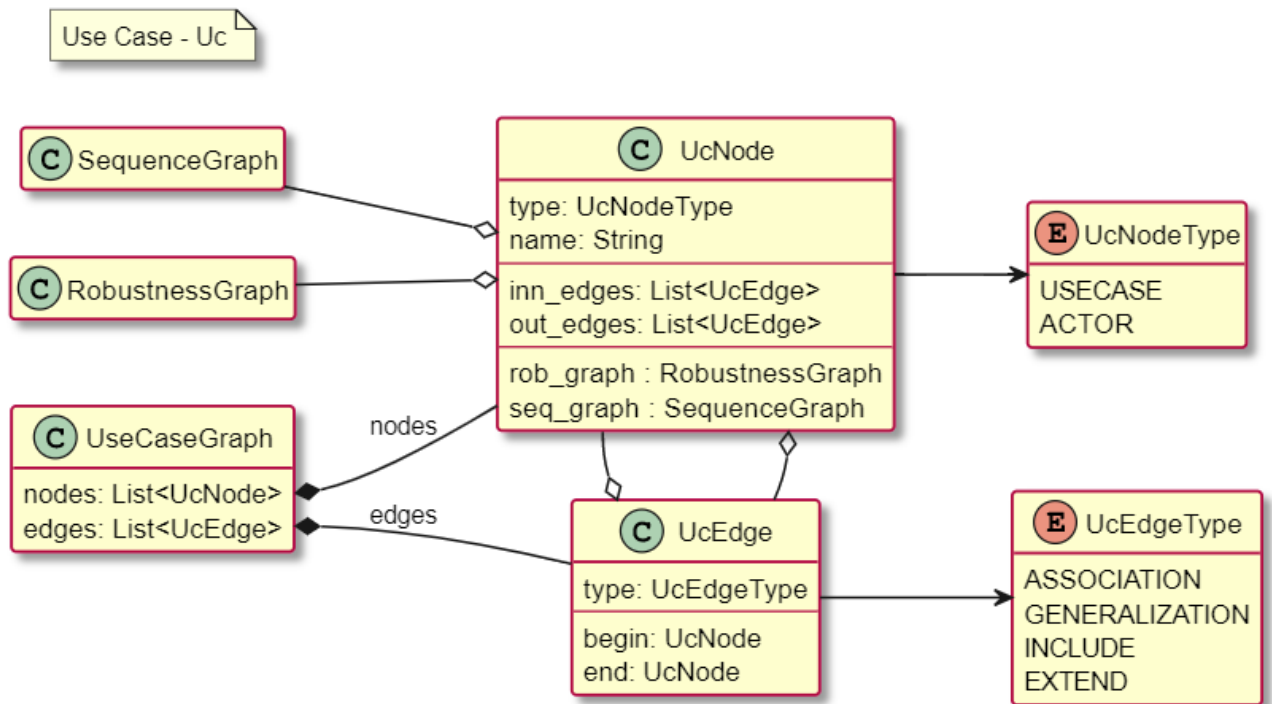 Use Case - Uc
C SequenceGraph
C RobustnessGraph
C UseCaseGraph
nodes: List<UcNode>
edges: List<UcEdge>
nodes
edges
C UcNode
type: UcNodeType
name: String
inn_edges: List<UcEdge>
out_edges: List<UcEdge>
rob_graph : RobustnessGraph
seq_graph : SequenceGraph
C UcEdge
type: UcEdgeType
begin: UcNode
end: UcNode
E UcNodeType
USECASE
ACTOR
E UcEdgeType
ASSOCIATION
GENERALIZATION
INCLUDE
EXTEND